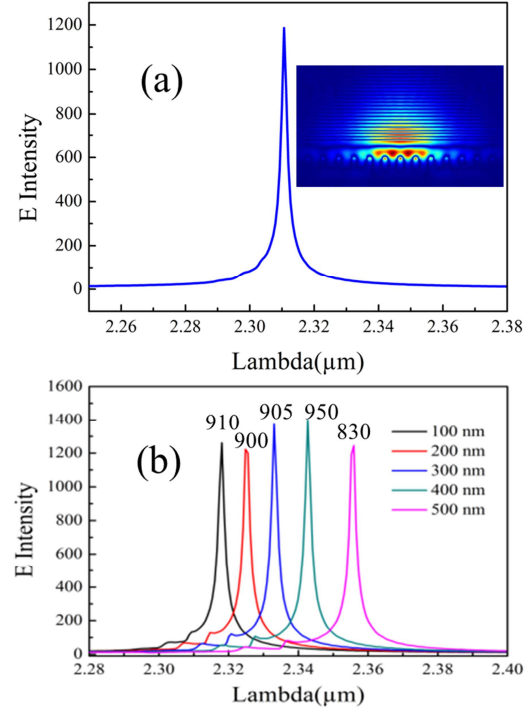 1200
1000
800
600
400
200
0
(a)
E Intensity
2.26 2.28 2.30 2.32 2.34 2.36 2.38
Lambda(µm)
1600
1400
1200
1000
800
600
400
200
0
(b)
E Intensity
910 900 905 950 830
100 nm
200 nm
300 nm
400 nm
500 nm
2.28 2.30 2.32 2.34 2.36 2.38 2.40
Lambda(µm)